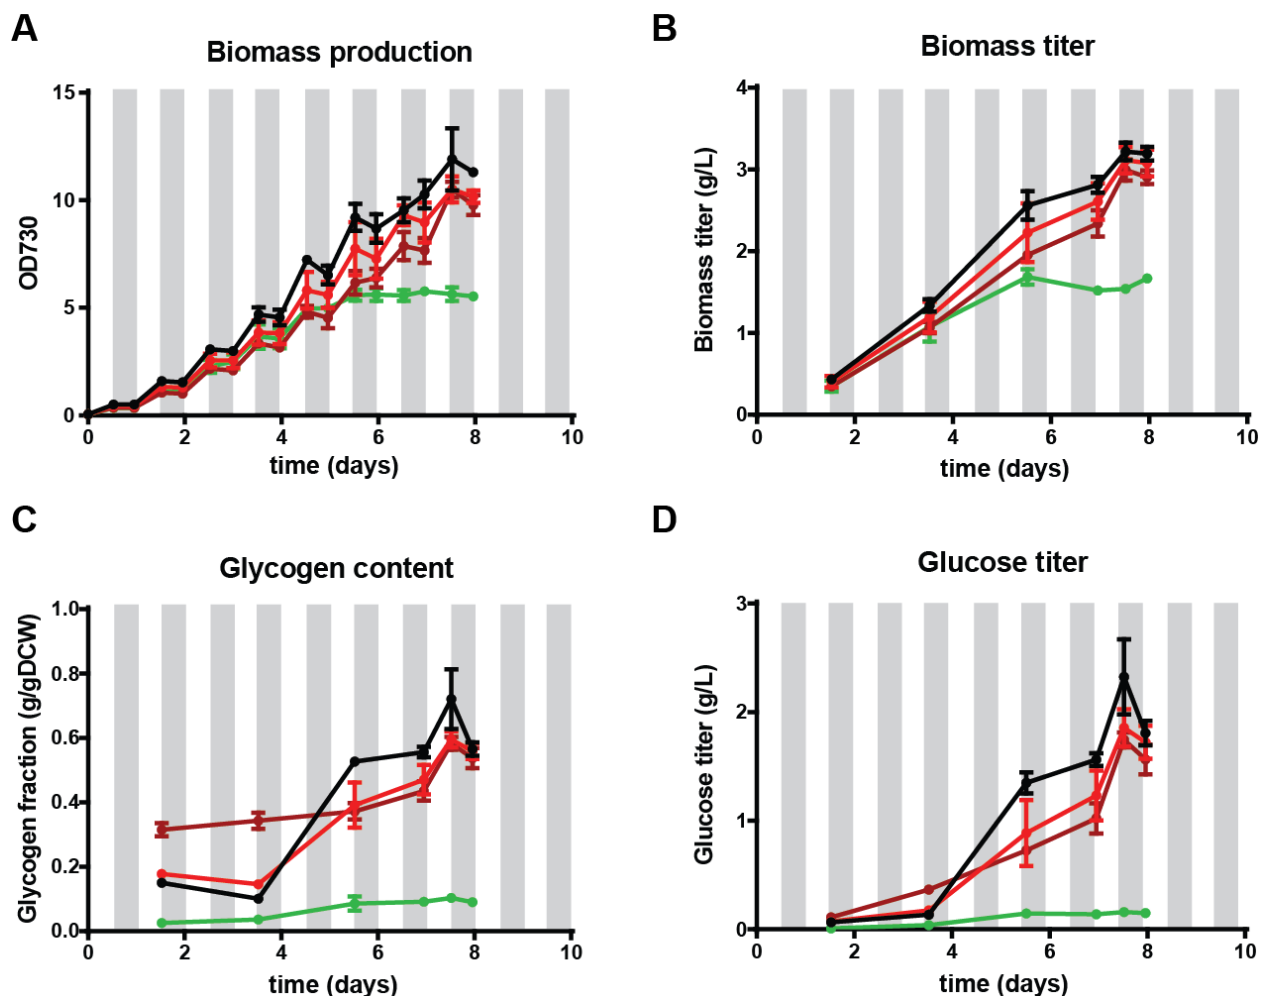 A
Biomass production
15
10
5
0
OD730
0 2 4 6 8 10
time (days)
B
Biomass titer
4
3
2
1
0
Biomass titer (g/L)
0 2 4 6 8 10
time (days)
C
Glycogen content
1.0
0.8
0.6
0.4
0.2
0.0
Glycogen fraction (g/gDCW)
0 2 4 6 8 10
time (days)
D
Glucose titer
3
2
1
0
Glucose titer (g/L)
0 2 4 6 8 10
time (days)